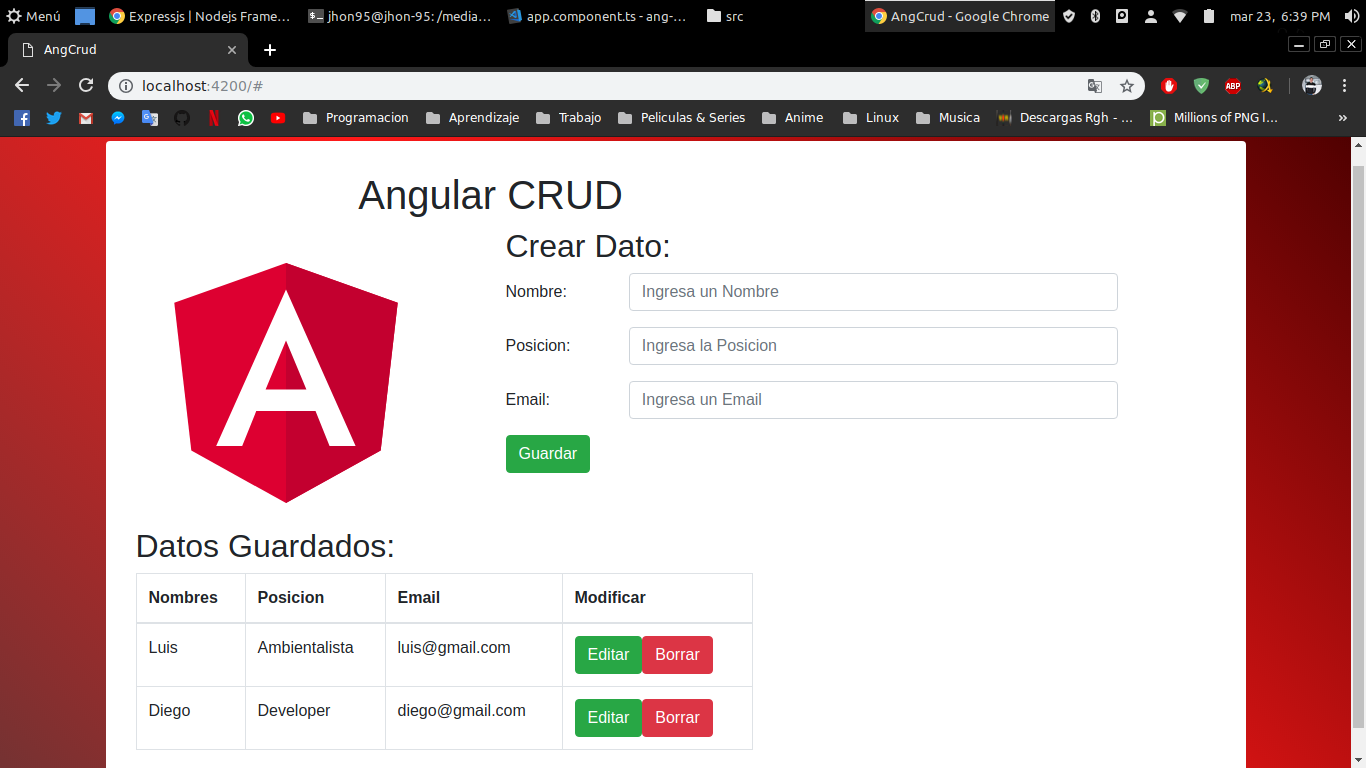 Menú Expressjs | Nodejs Frame... jhon95@jhon-95: /media... app.component.ts - ang-... src AngCrud - Google Chrome mar 23, 6:39 PM
AngCrud
localhost:4200/# ABP
Programacion Aprendizaje Trabajo Peliculas & Series Anime Linux Musica Descargas Rgh - ... Millions of PNG I... »
Angular CRUD
Crear Dato:
Nombre: Ingresa un Nombre
Posicion: Ingresa la Posicion
Email: Ingresa un Email
Guardar
Datos Guardados:
Nombres Posicion Email Modificar
Luis Ambientalista luis@gmail.com Editar Borrar
Diego Developer diego@gmail.com Editar Borrar